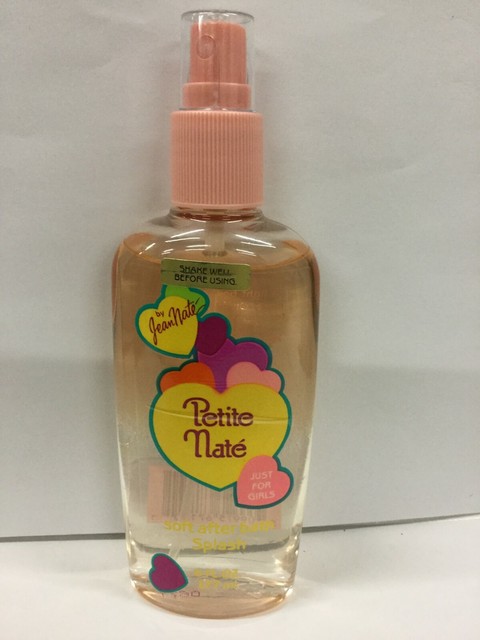 SHAKE WELL
BEFORE USING
by
Jean Naté
Petite
Naté
JUST
FOR
GIRLS
soft after bath
Splash